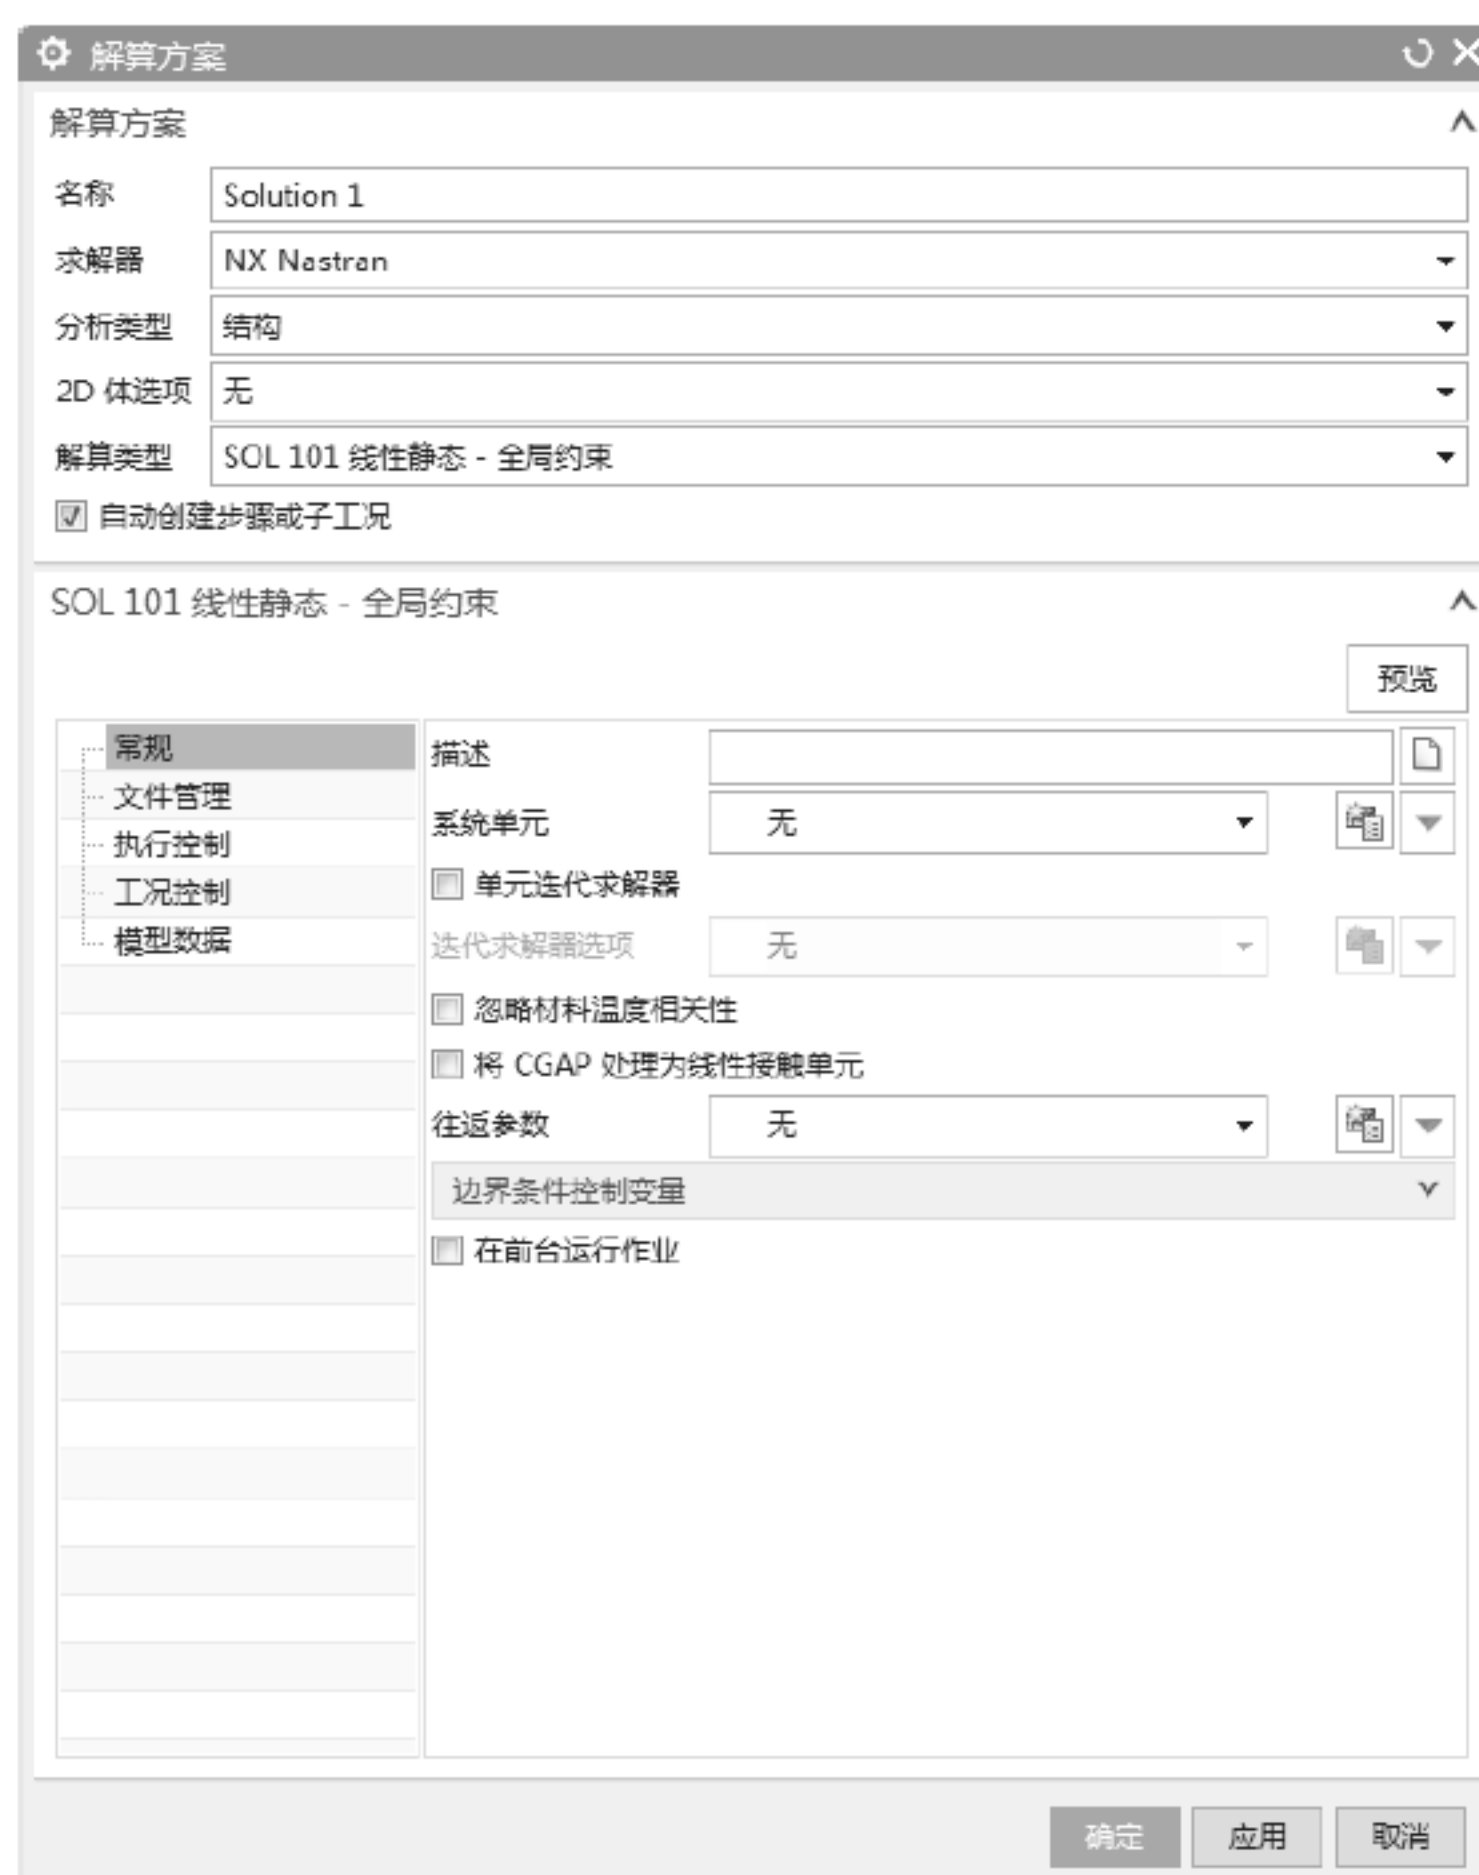 解算方案
解算方案
名称 Solution 1
求解器 NX Nastran
分析类型 结构
2D 体选项 无
解算类型 SOL 101 线性静态 - 全局约束
自动创建步骤或子工况
SOL 101 线性静态 - 全局约束
预览
常规
文件管理
执行控制
工况控制
模型数据
描述
系统单元 无
单元迭代求解器
迭代求解器选项 无
忽略材料温度相关性
将 CGAP 处理为线性接触单元
往返参数 无
边界条件控制变量
在前台运行作业
确定 应用 取消